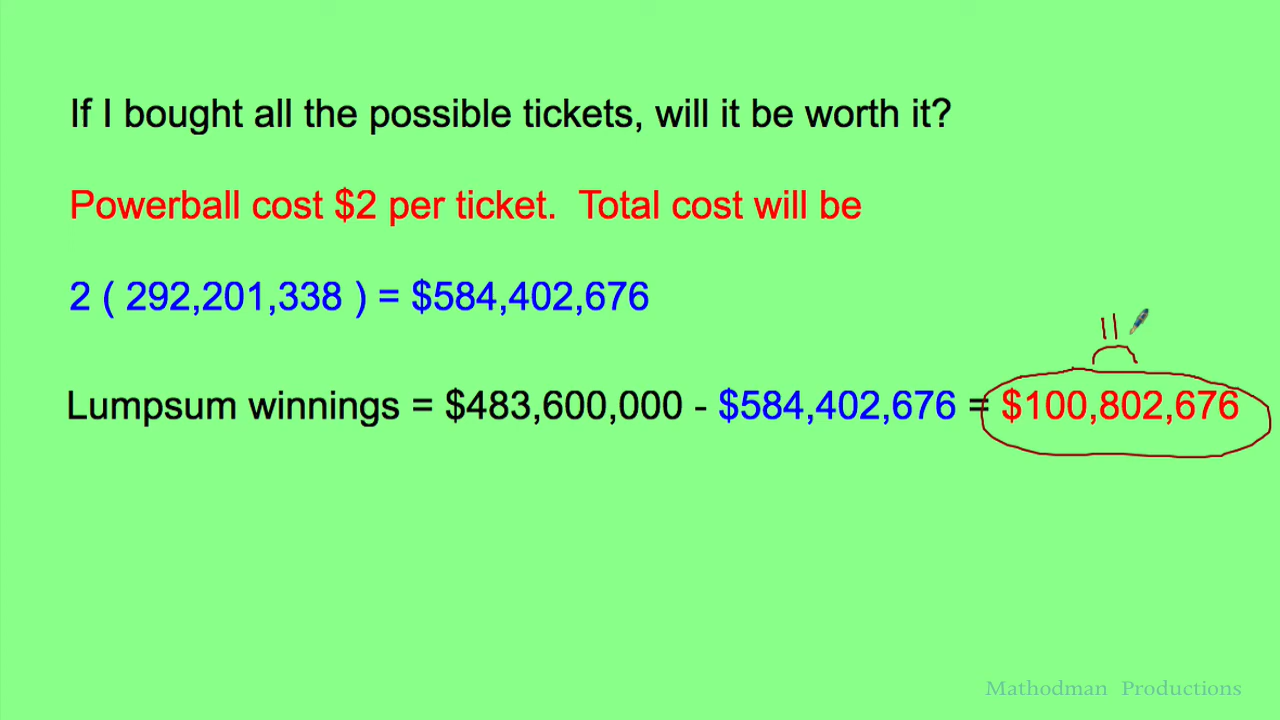 If I bought all the possible tickets, will it be worth it?
Powerball cost $2 per ticket. Total cost will be
2 ( 292,201,338 ) = $584,402,676
Lumpsum winnings = $483,600,000 - $584,402,676 = $100,802,676
Mathodman Productions